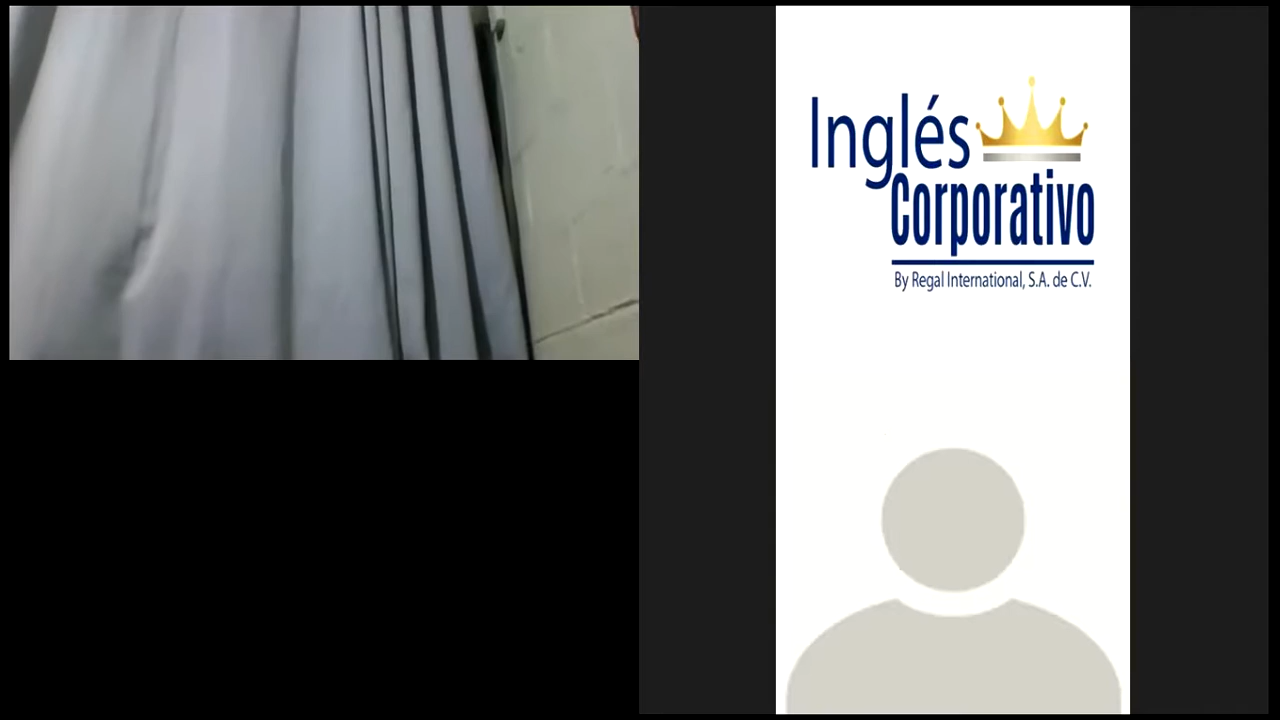 Inglés
Corporativo
By Regal International, S.A. de C.V.